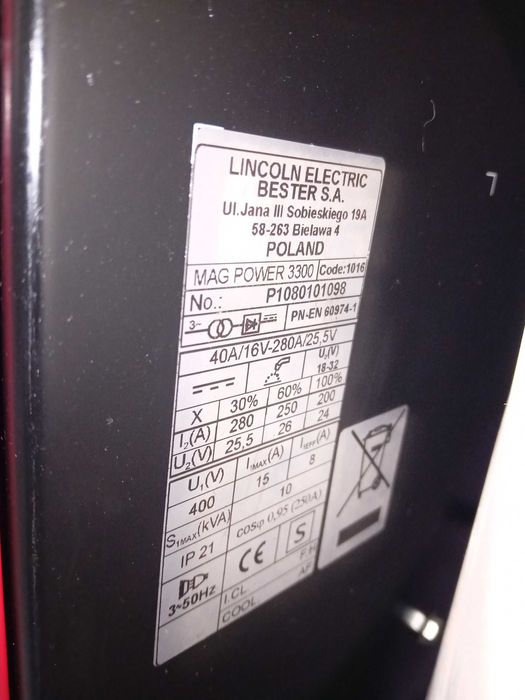 LINCOLN ELECTRIC
BESTER S.A.
Ul.Jana III Sobieskiego 19A
58-263 Bielawa 4
POLAND
MAG POWER 3300 Code:1016
No.: P1080101098
3~ PN-EN 60974-1
40A/16V-280A/25,5V
U₀(V)
18-32
X 30% 60% 100%
I₂(A) 280 250 200
U₂(V) 25,5 26 24
U₁(V) I₁MAX(A) I₁EFF(A)
400 15 8
S₁MAX(kVA) 10
IP 21 cosφ 0,95 (250A)
3~50Hz CE S
I.CL F/H
COOL AF